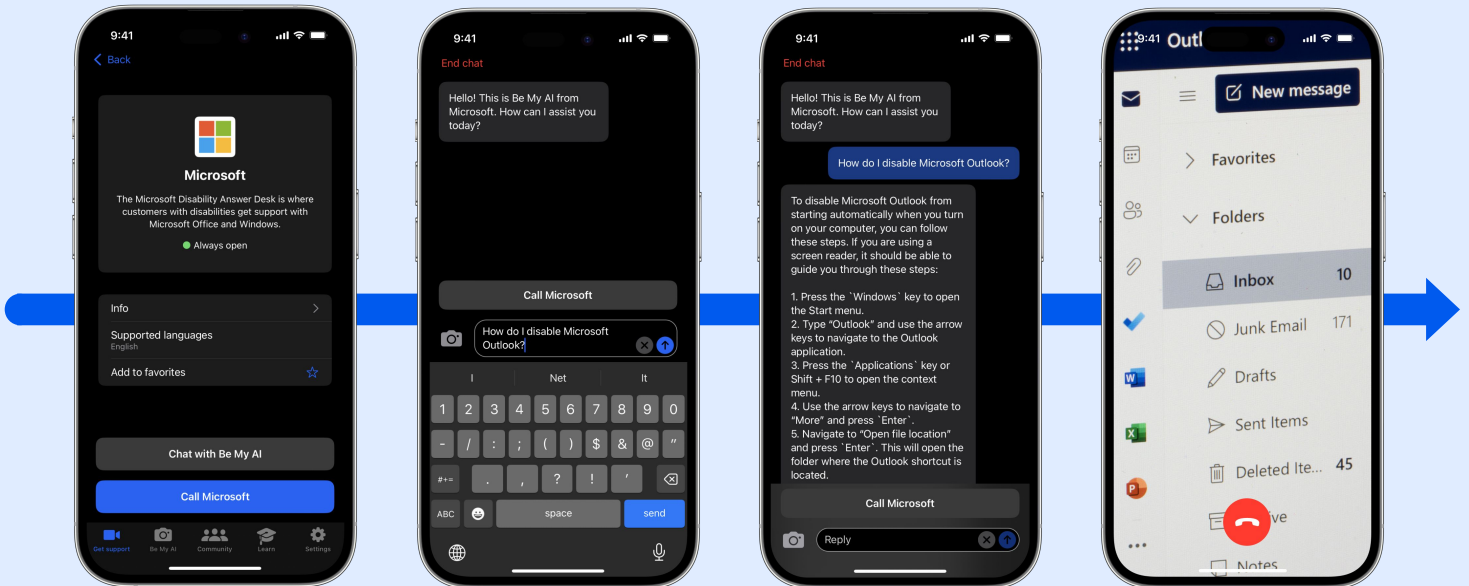 9:41
Back
Microsoft
The Microsoft Disability Answer Desk is where
customers with disabilities get support with
Microsoft Office and Windows.
Always open
Info
Supported languages
English
Add to favorites
Chat with Be My AI
Call Microsoft
Get support
Be My AI
Community
Learn
Settings
9:41
End chat
Hello! This is Be My AI from
Microsoft. How can I assist you
today?
Call Microsoft
How do I disable Microsoft
Outlook?
I Net It
1 2 3 4 5 6 7 8 9 0
- / : ; ( ) $ & @ "
#+= . , ? ! '
ABC space send
9:41
End chat
Hello! This is Be My AI from
Microsoft. How can I assist you
today?
How do I disable Microsoft Outlook?
To disable Microsoft Outlook from
starting automatically when you turn
on your computer, you can follow
these steps. If you are using a
screen reader, it should be able to
guide you through these steps:
1. Press the `Windows` key to open
the Start menu.
2. Type “Outlook” and use the arrow
keys to navigate to the Outlook
application.
3. Press the `Applications` key or
Shift + F10 to open the context
menu.
4. Use the arrow keys to navigate to
“More” and press `Enter`.
5. Navigate to “Open file location”
and press `Enter`. This will open the
folder where the Outlook shortcut is
located.
Call Microsoft
Reply
9:41
Outl
New message
Favorites
Folders
Inbox 10
Junk Email 171
Drafts
Sent Items
Deleted Ite... 45
ive
Notes
W
X
P